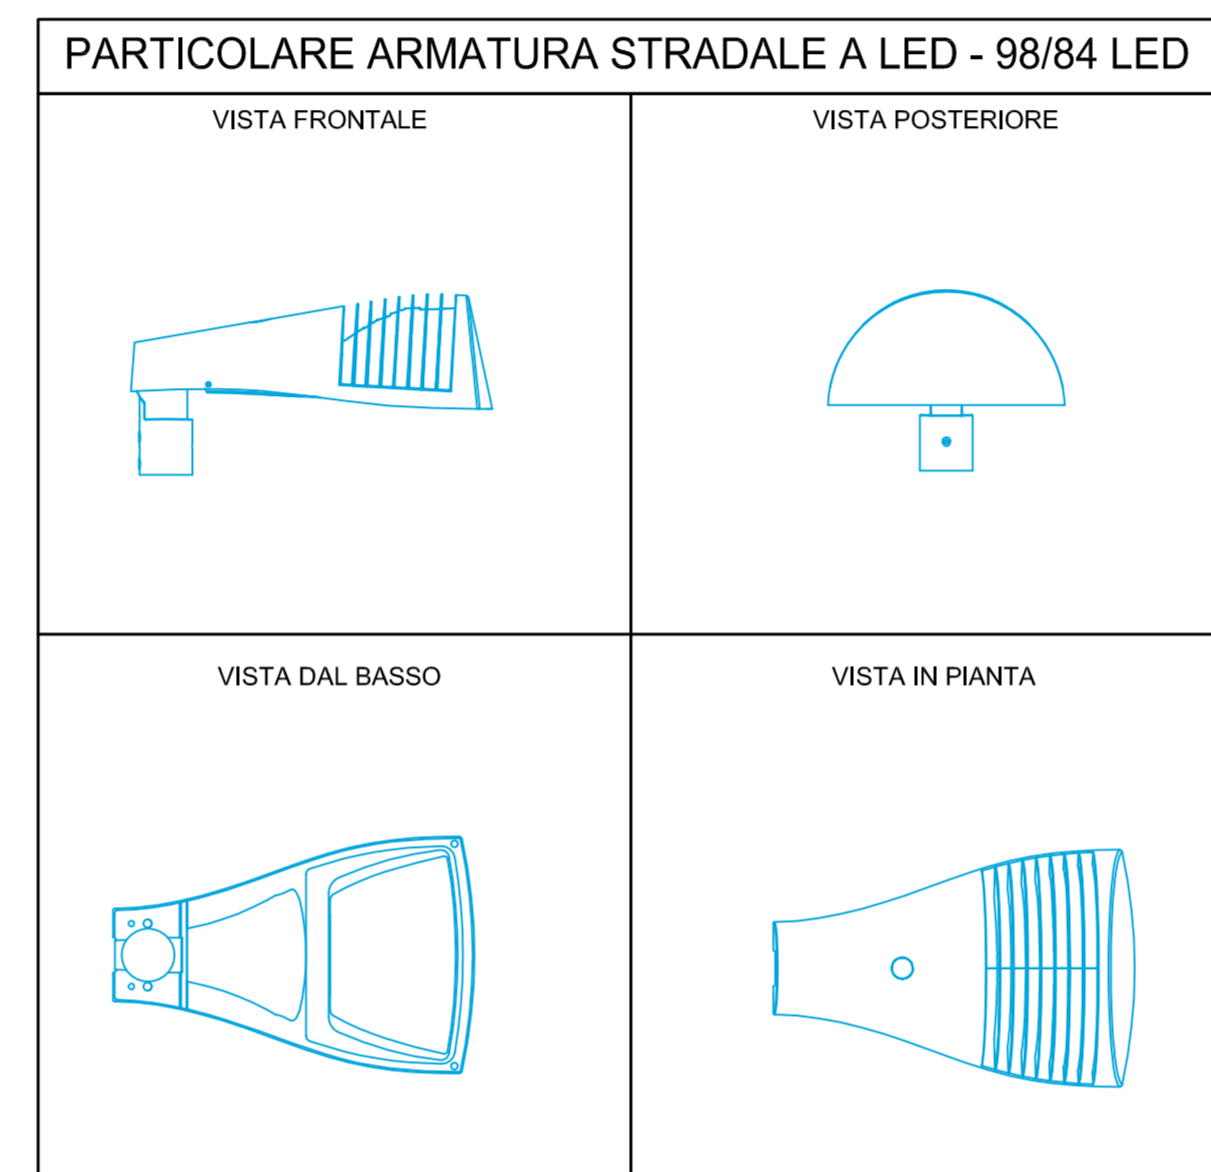 PARTICOLARE ARMATURA STRADALE A LED - 98/84 LED
VISTA FRONTALE
VISTA POSTERIORE
VISTA DAL BASSO
VISTA IN PIANTA